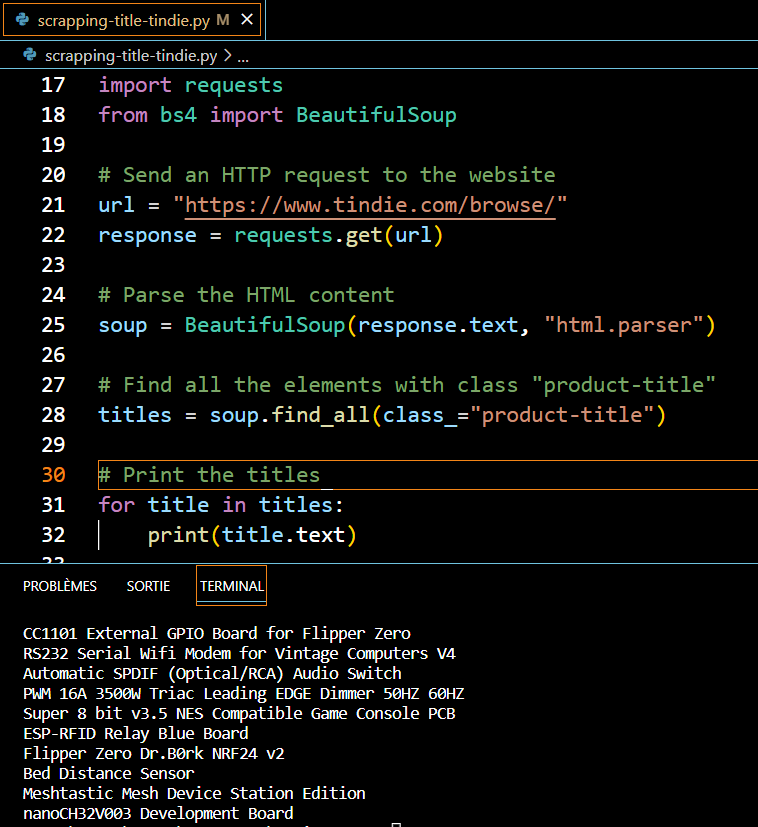 scrapping-title-tindie.py M ×
scrapping-title-tindie.py > ...
17 import requests
18 from bs4 import BeautifulSoup
19
20 # Send an HTTP request to the website
21 url = "https://www.tindie.com/browse/"
22 response = requests.get(url)
23
24 # Parse the HTML content
25 soup = BeautifulSoup(response.text, "html.parser")
26
27 # Find all the elements with class "product-title"
28 titles = soup.find_all(class_="product-title")
29
30 # Print the titles
31 for title in titles:
32     print(title.text)
PROBLÈMES SORTIE TERMINAL
CC1101 External GPIO Board for Flipper Zero
RS232 Serial Wifi Modem for Vintage Computers V4
Automatic SPDIF (Optical/RCA) Audio Switch
PWM 16A 3500W Triac Leading EDGE Dimmer 50HZ 60HZ
Super 8 bit v3.5 NES Compatible Game Console PCB
ESP-RFID Relay Blue Board
Flipper Zero Dr.B0rk NRF24 v2
Bed Distance Sensor
Meshtastic Mesh Device Station Edition
nanoCH32V003 Development Board